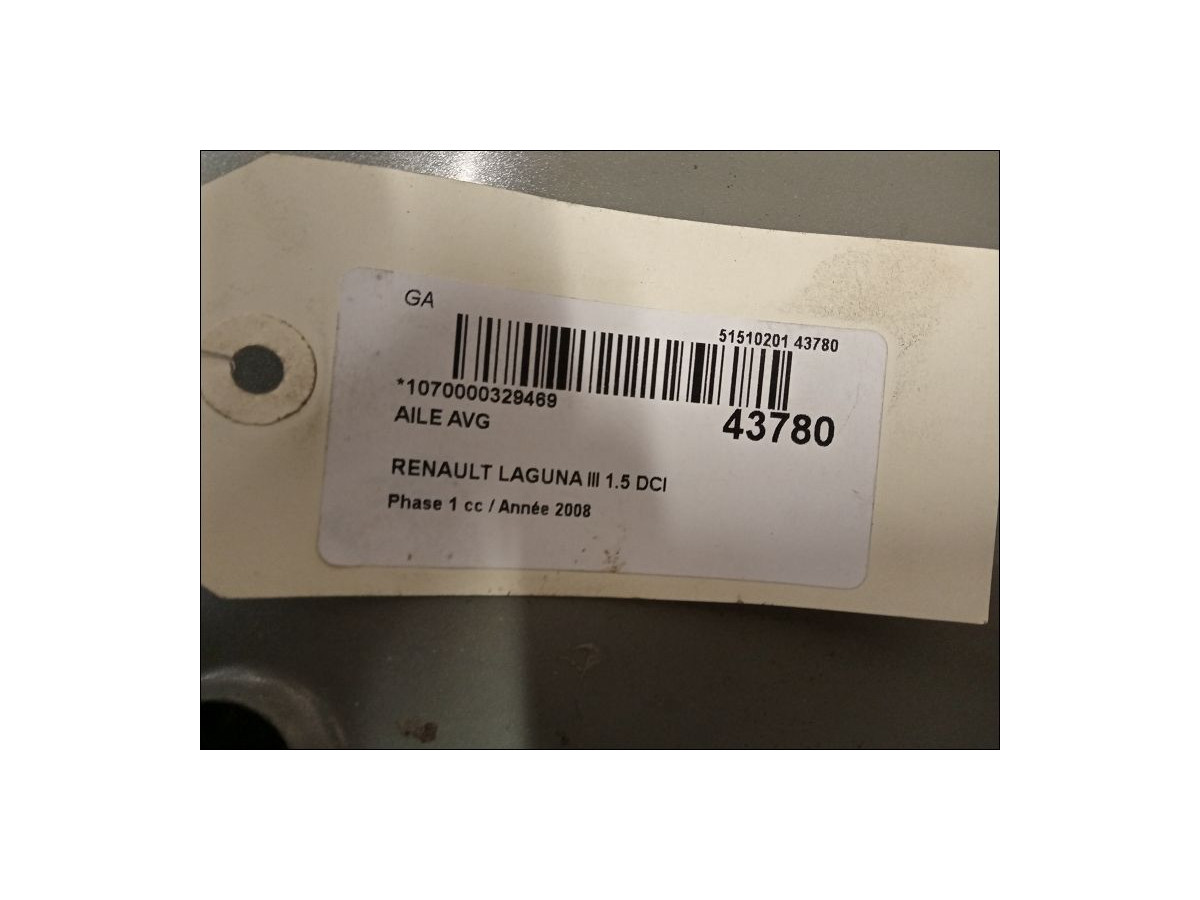 GA
51510201 43780
*1070000329469
43780
AILE AVG
RENAULT LAGUNA III 1.5 DCI
Phase 1 cc / Année 2008